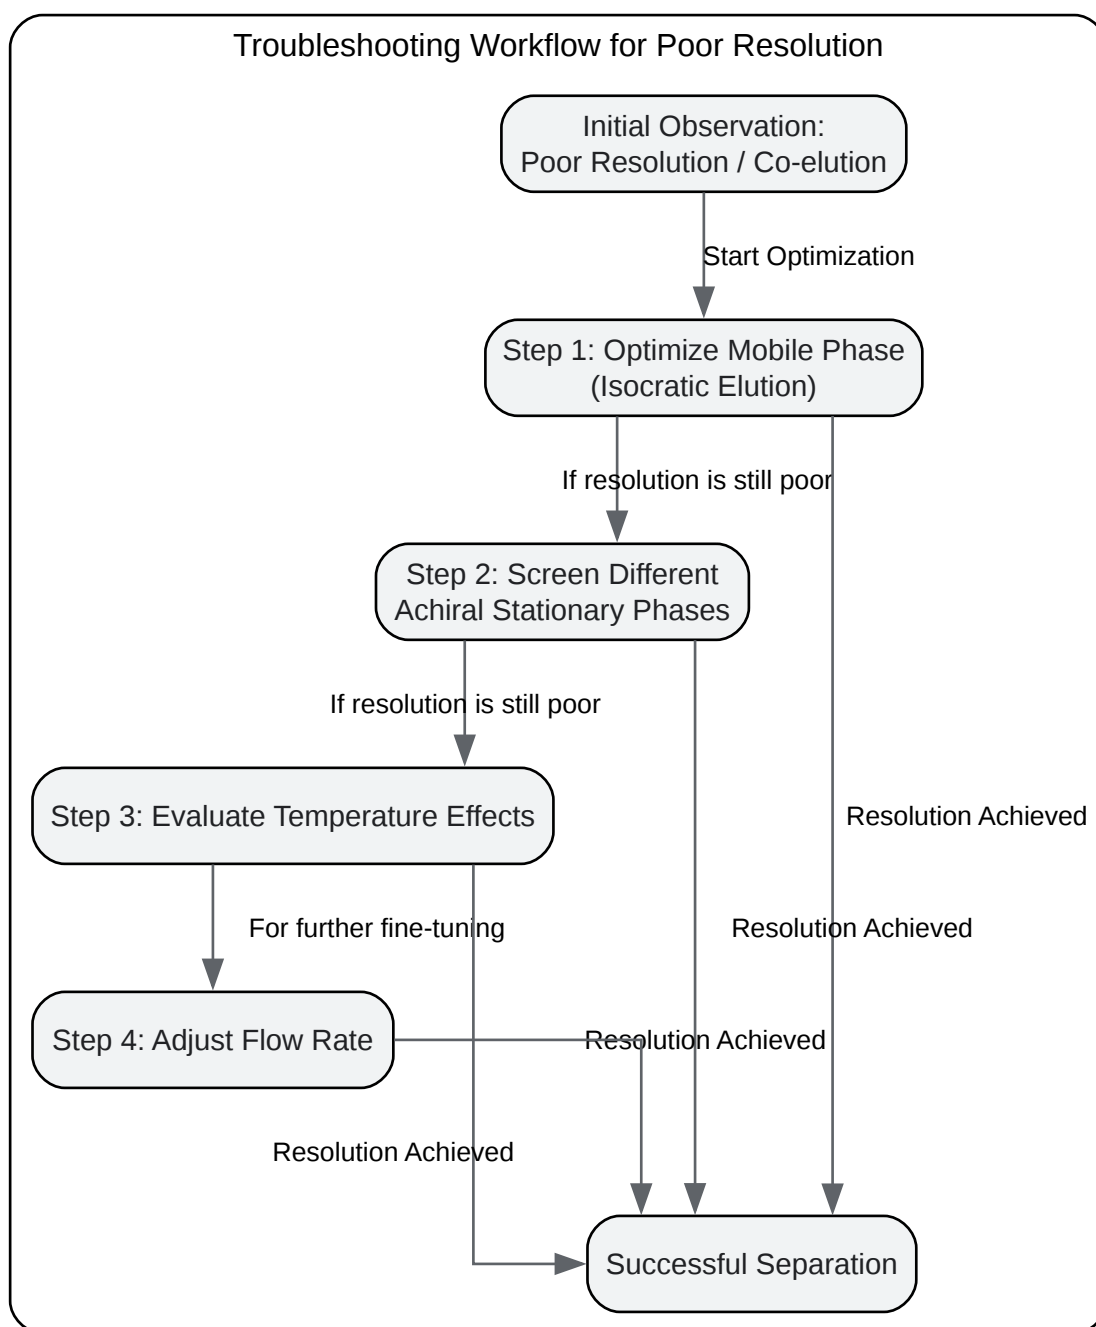 Troubleshooting Workflow for Poor Resolution
Initial Observation:
Poor Resolution / Co-elution
Start Optimization
Step 1: Optimize Mobile Phase
(Isocratic Elution)
If resolution is still poor
Step 2: Screen Different
Achiral Stationary Phases
If resolution is still poor
Step 3: Evaluate Temperature Effects
Resolution Achieved
For further fine-tuning
Resolution Achieved
Step 4: Adjust Flow Rate
Resolution Achieved
Resolution Achieved
Successful Separation